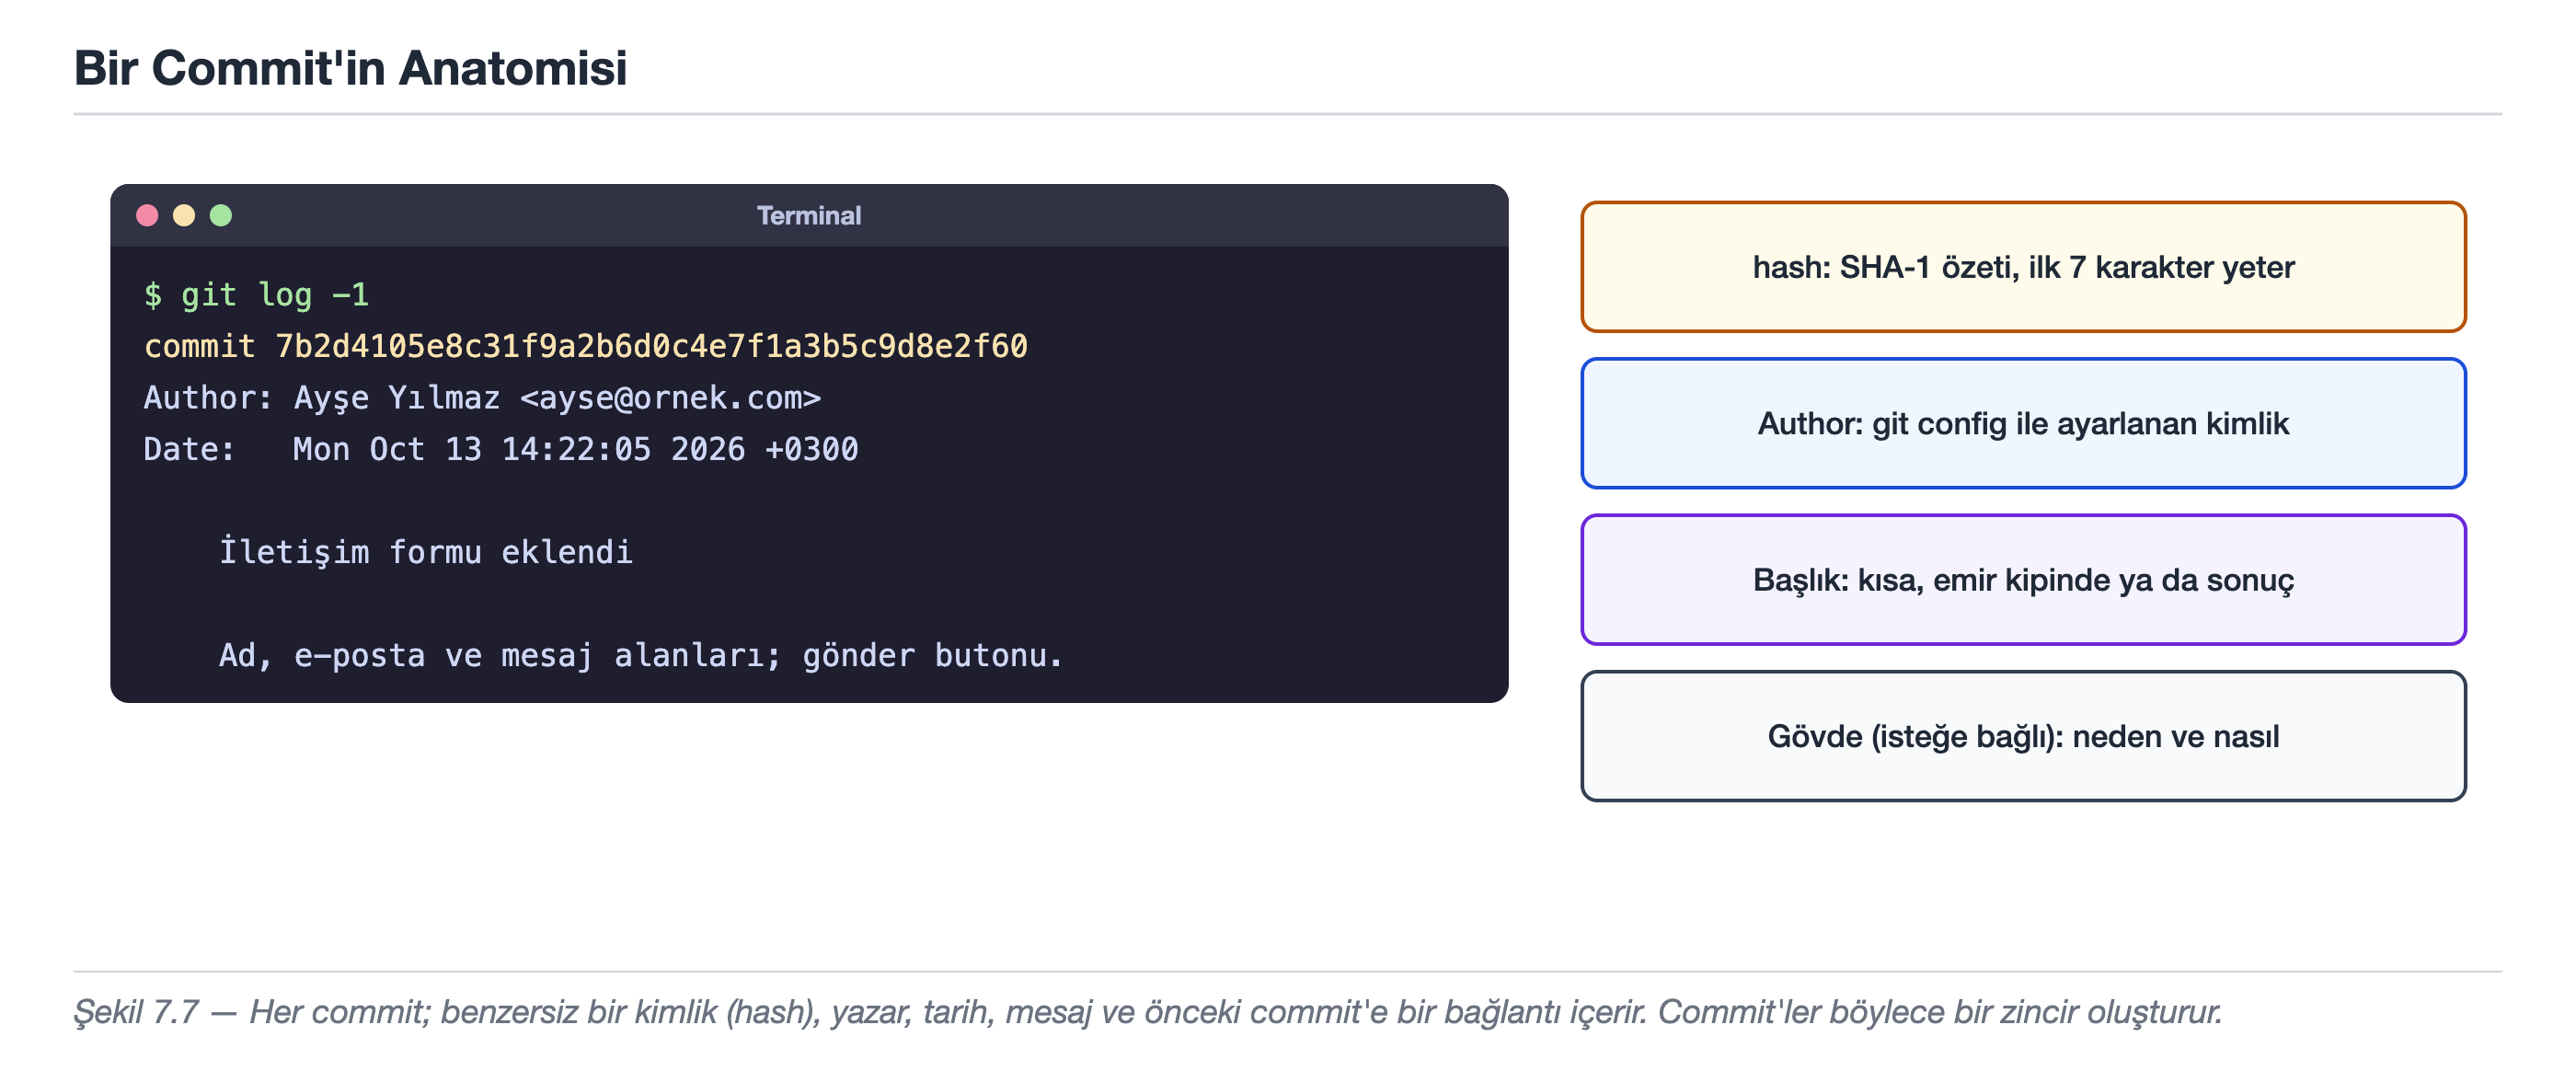 Bir Commit'in Anatomisi
Terminal
$ git log -1
commit 7b2d4105e8c31f9a2b6d0c4e7f1a3b5c9d8e2f60
Author: Ayşe Yılmaz <ayse@ornek.com>
Date:   Mon Oct 13 14:22:05 2026 +0300
İletişim formu eklendi
Ad, e-posta ve mesaj alanları; gönder butonu.
hash: SHA-1 özeti, ilk 7 karakter yeter
Author: git config ile ayarlanan kimlik
Başlık: kısa, emir kipinde ya da sonuç
Gövde (isteğe bağlı): neden ve nasıl
Şekil 7.7 — Her commit; benzersiz bir kimlik (hash), yazar, tarih, mesaj ve önceki commit'e bir bağlantı içerir. Commit'ler böylece bir zincir oluşturur.